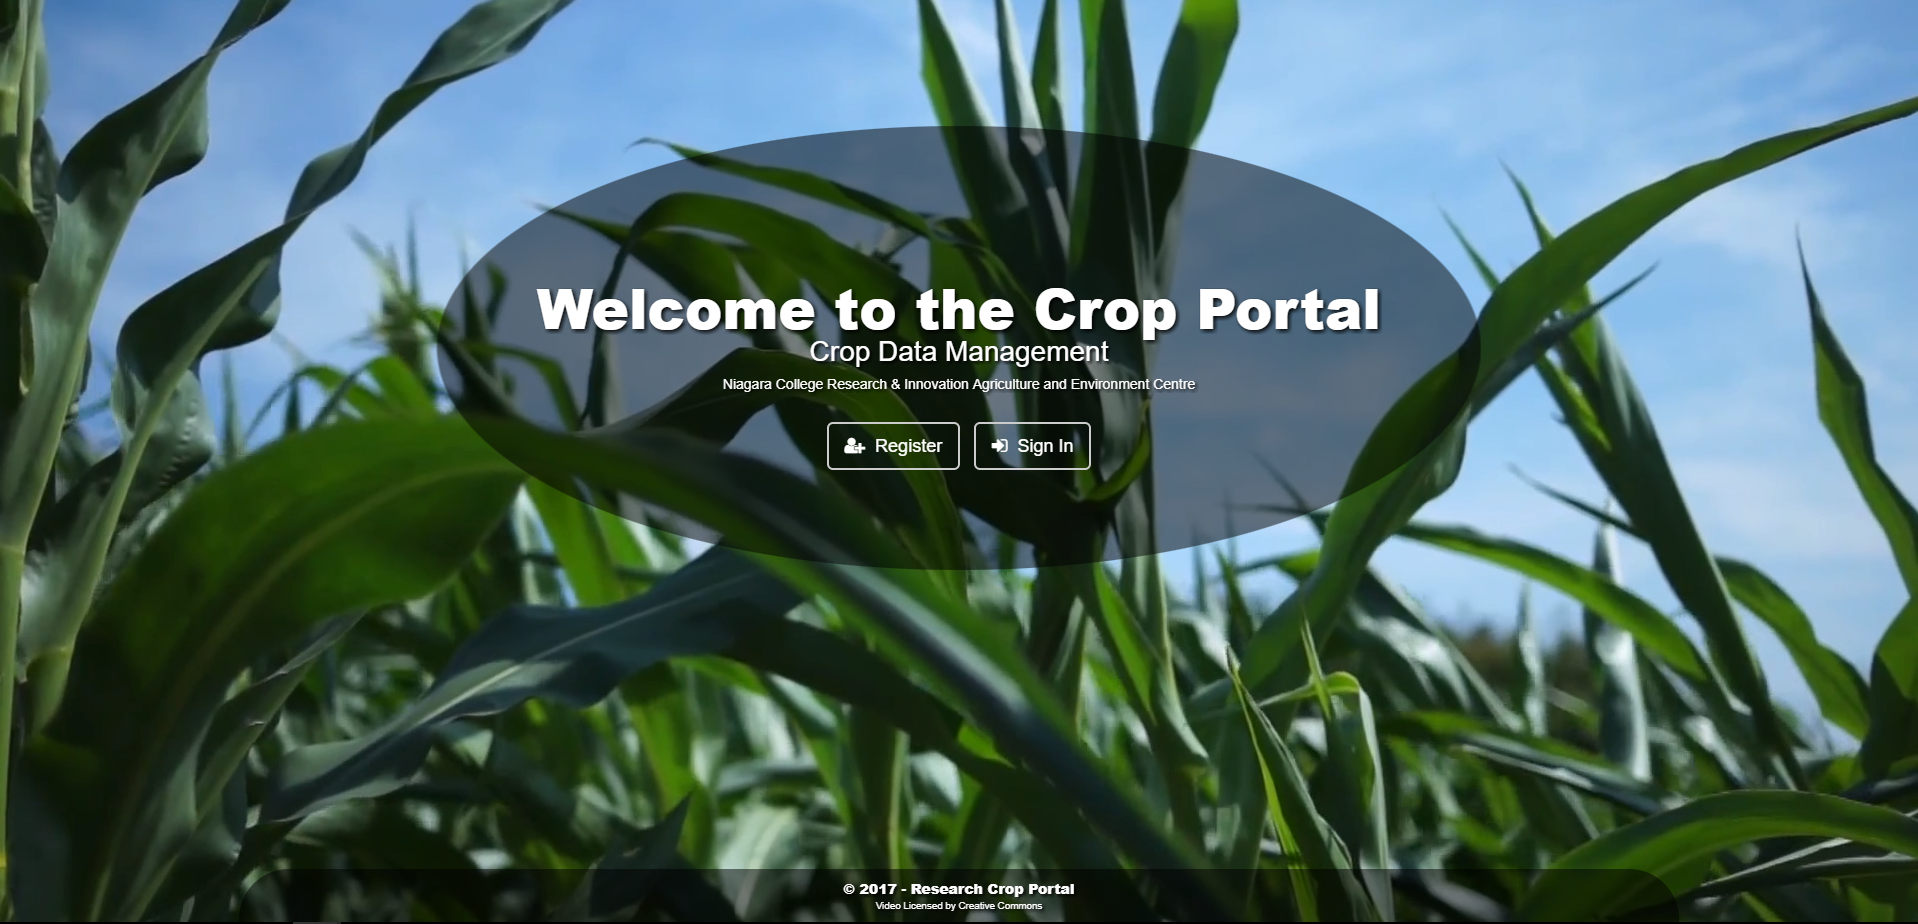 Welcome to the Crop Portal
Crop Data Management
Niagara College Research & Innovation Agriculture and Environment Centre
Register
Sign In
© 2017 - Research Crop Portal
Video Licensed by Creative Commons